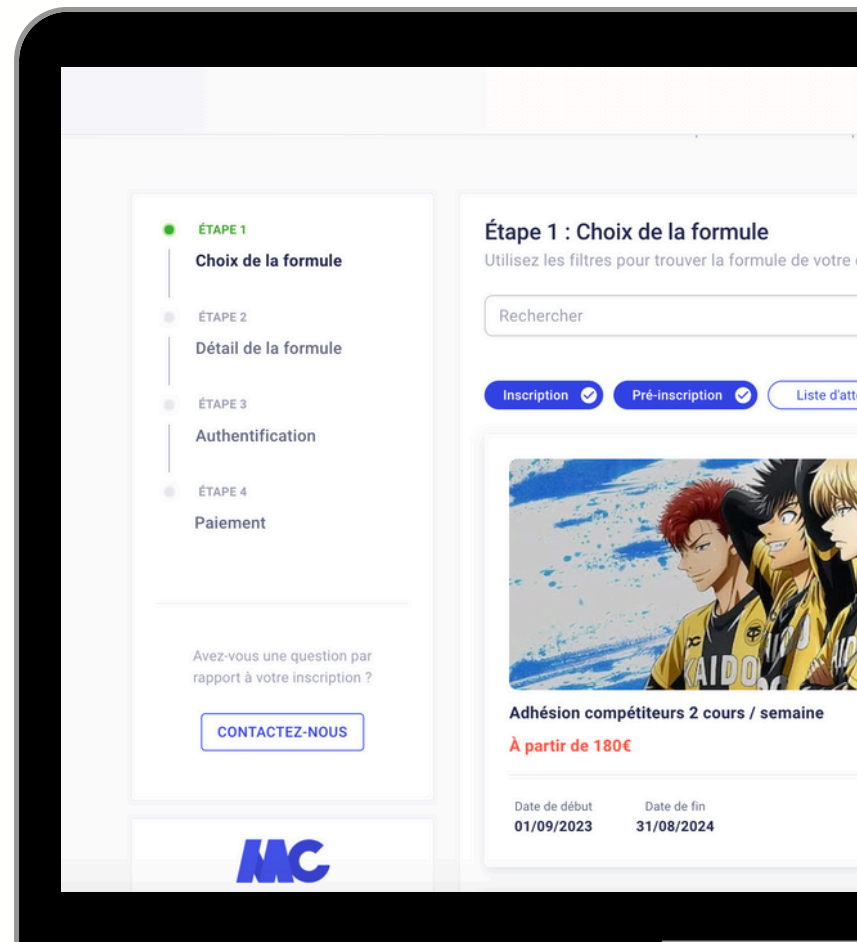 ÉTAPE 1
Choix de la formule
ÉTAPE 2
Détail de la formule
ÉTAPE 3
Authentification
ÉTAPE 4
Paiement
Avez-vous une question par
rapport à votre inscription ?
CONTACTEZ-NOUS
MC
Étape 1 : Choix de la formule
Utilisez les filtres pour trouver la formule de votre
Rechercher
Inscription
Pré-inscription
Liste d'att
KAIDO
Adhésion compétiteurs 2 cours / semaine
À partir de 180€
Date de début
Date de fin
01/09/2023
31/08/2024